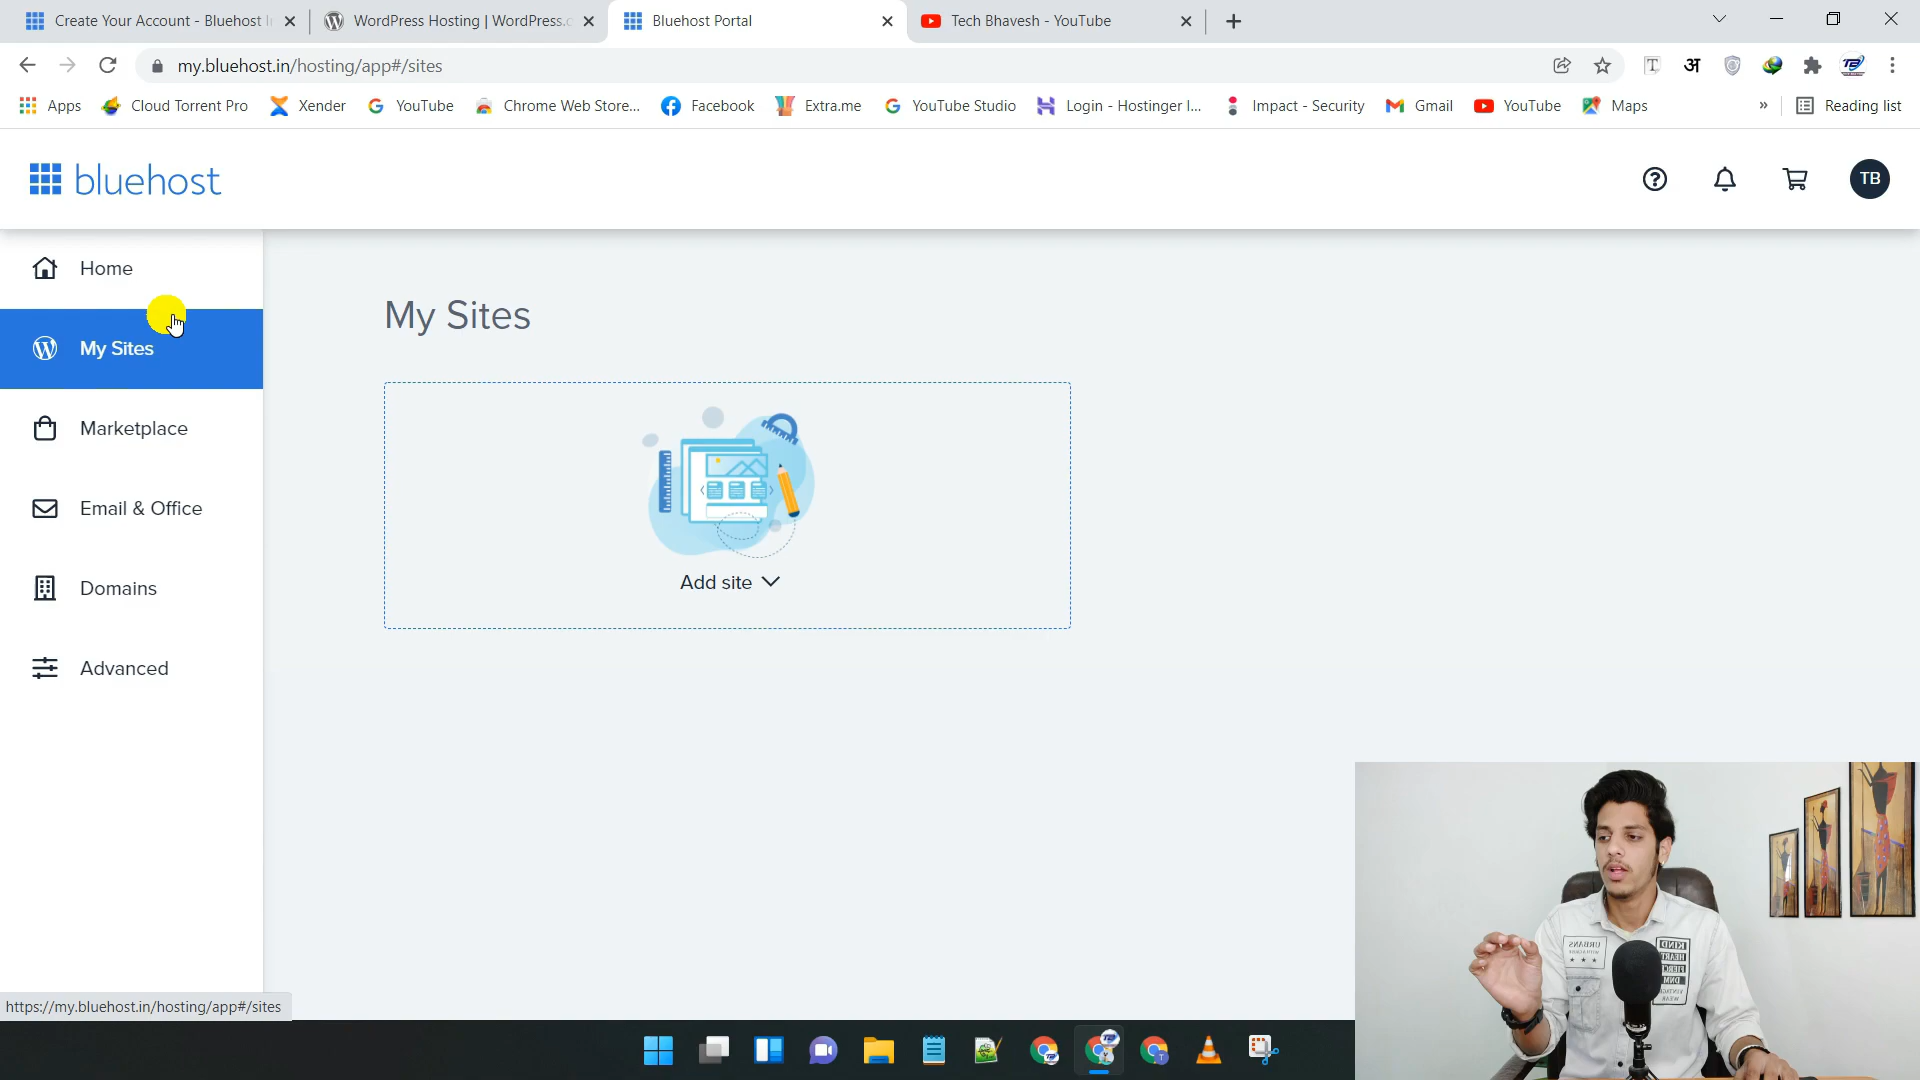 Create Your Account - Bluehost I
WordPress Hosting | WordPress.c
Bluehost Portal
Tech Bhavesh - YouTube
my.bluehost.in/hosting/app#/sites
T
अ
TB
Apps
Cloud Torrent Pro
Xender
YouTube
Chrome Web Store...
Facebook
Extra.me
YouTube Studio
Login - Hostinger I...
Impact - Security
Gmail
YouTube
Maps
»
Reading list
bluehost
TB
Home
My Sites
Marketplace
Email & Office
Domains
Advanced
My Sites
Add site
https://my.bluehost.in/hosting/app#/sites